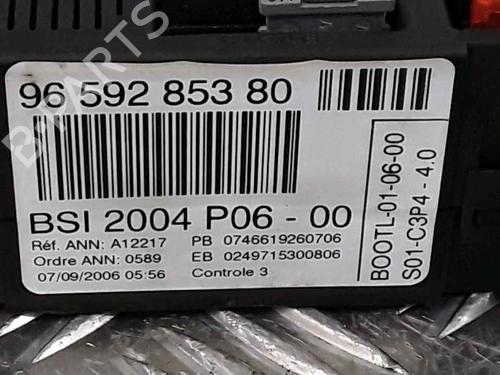 96 592 853 80
BSI 2004 P06 - 00
Réf. ANN: A12217 PB 0746619260706
Ordre ANN: 0589 EB 0249715300806
07/09/2006 05:56 Controle 3
BOOTL-01-06-00
S01-C3P4 - 4.0
B-PARTS